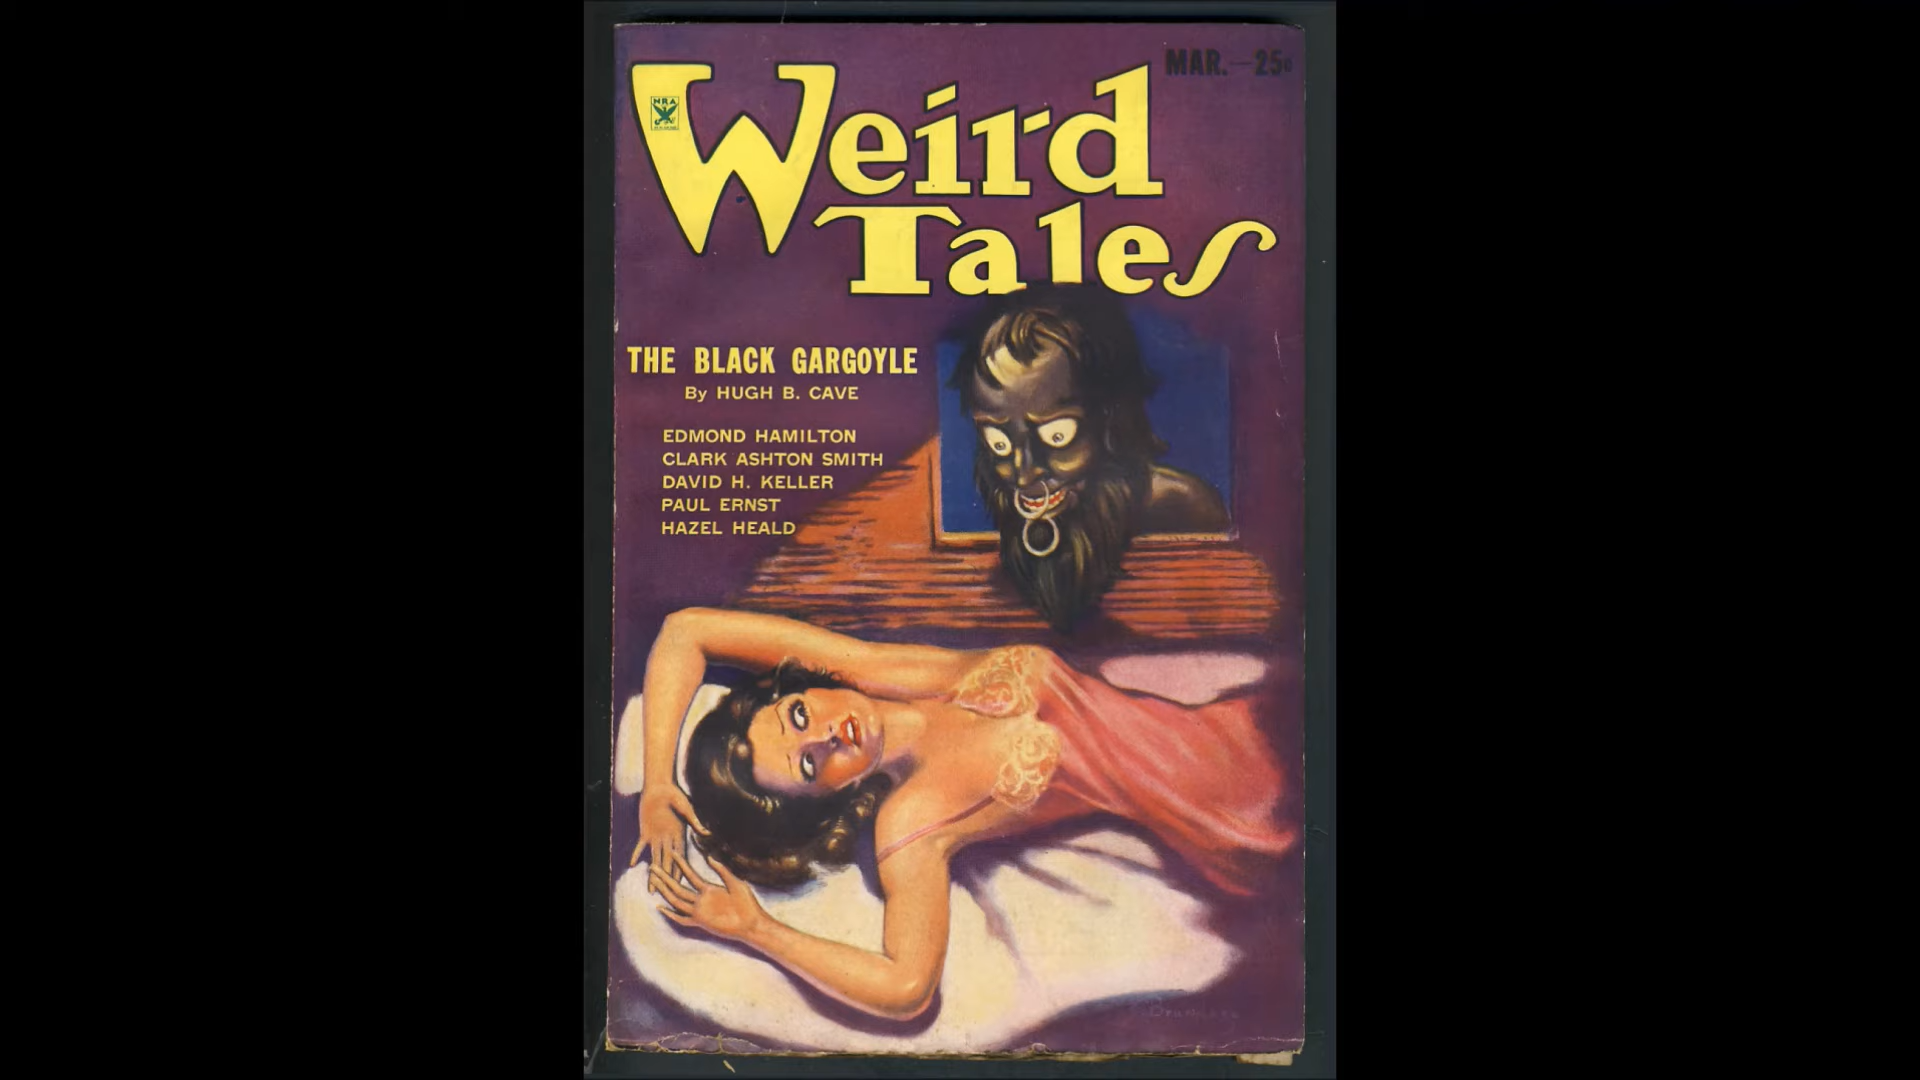 MAR.—25¢
NRA
Weird
Tales
THE BLACK GARGOYLE
By HUGH B. CAVE
EDMOND HAMILTON
CLARK ASHTON SMITH
DAVID H. KELLER
PAUL ERNST
HAZEL HEALD